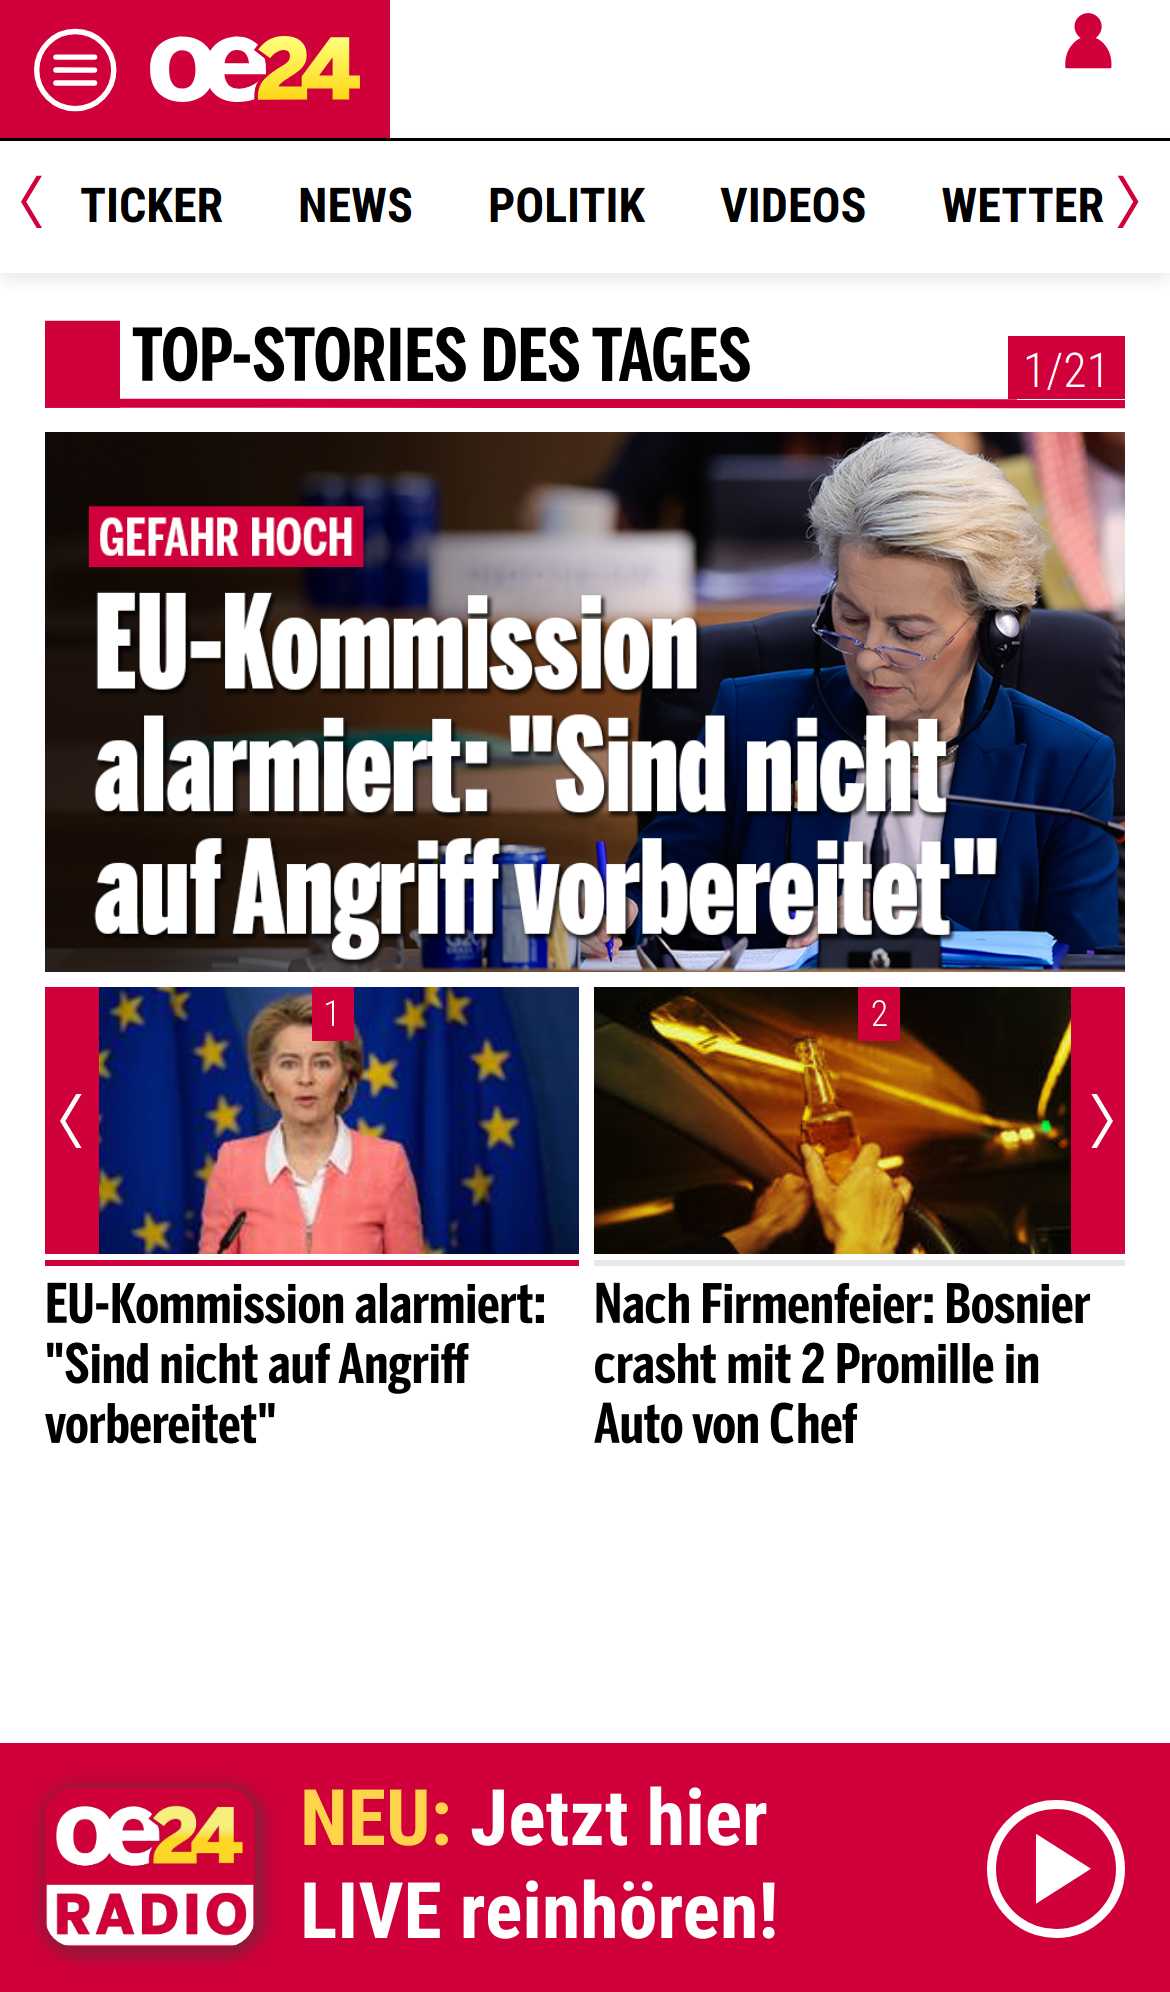 oe24
TICKER NEWS POLITIK VIDEOS WETTER
TOP-STORIES DES TAGES
1/21
GEFAHR HOCH
EU-Kommission
alarmiert: "Sind nicht
auf Angriff vorbereitet"
1
2
EU-Kommission alarmiert:
"Sind nicht auf Angriff
vorbereitet"
Nach Firmenfeier: Bosnier
crasht mit 2 Promille in
Auto von Chef
oe24
RADIO
NEU: Jetzt hier
LIVE reinhören!